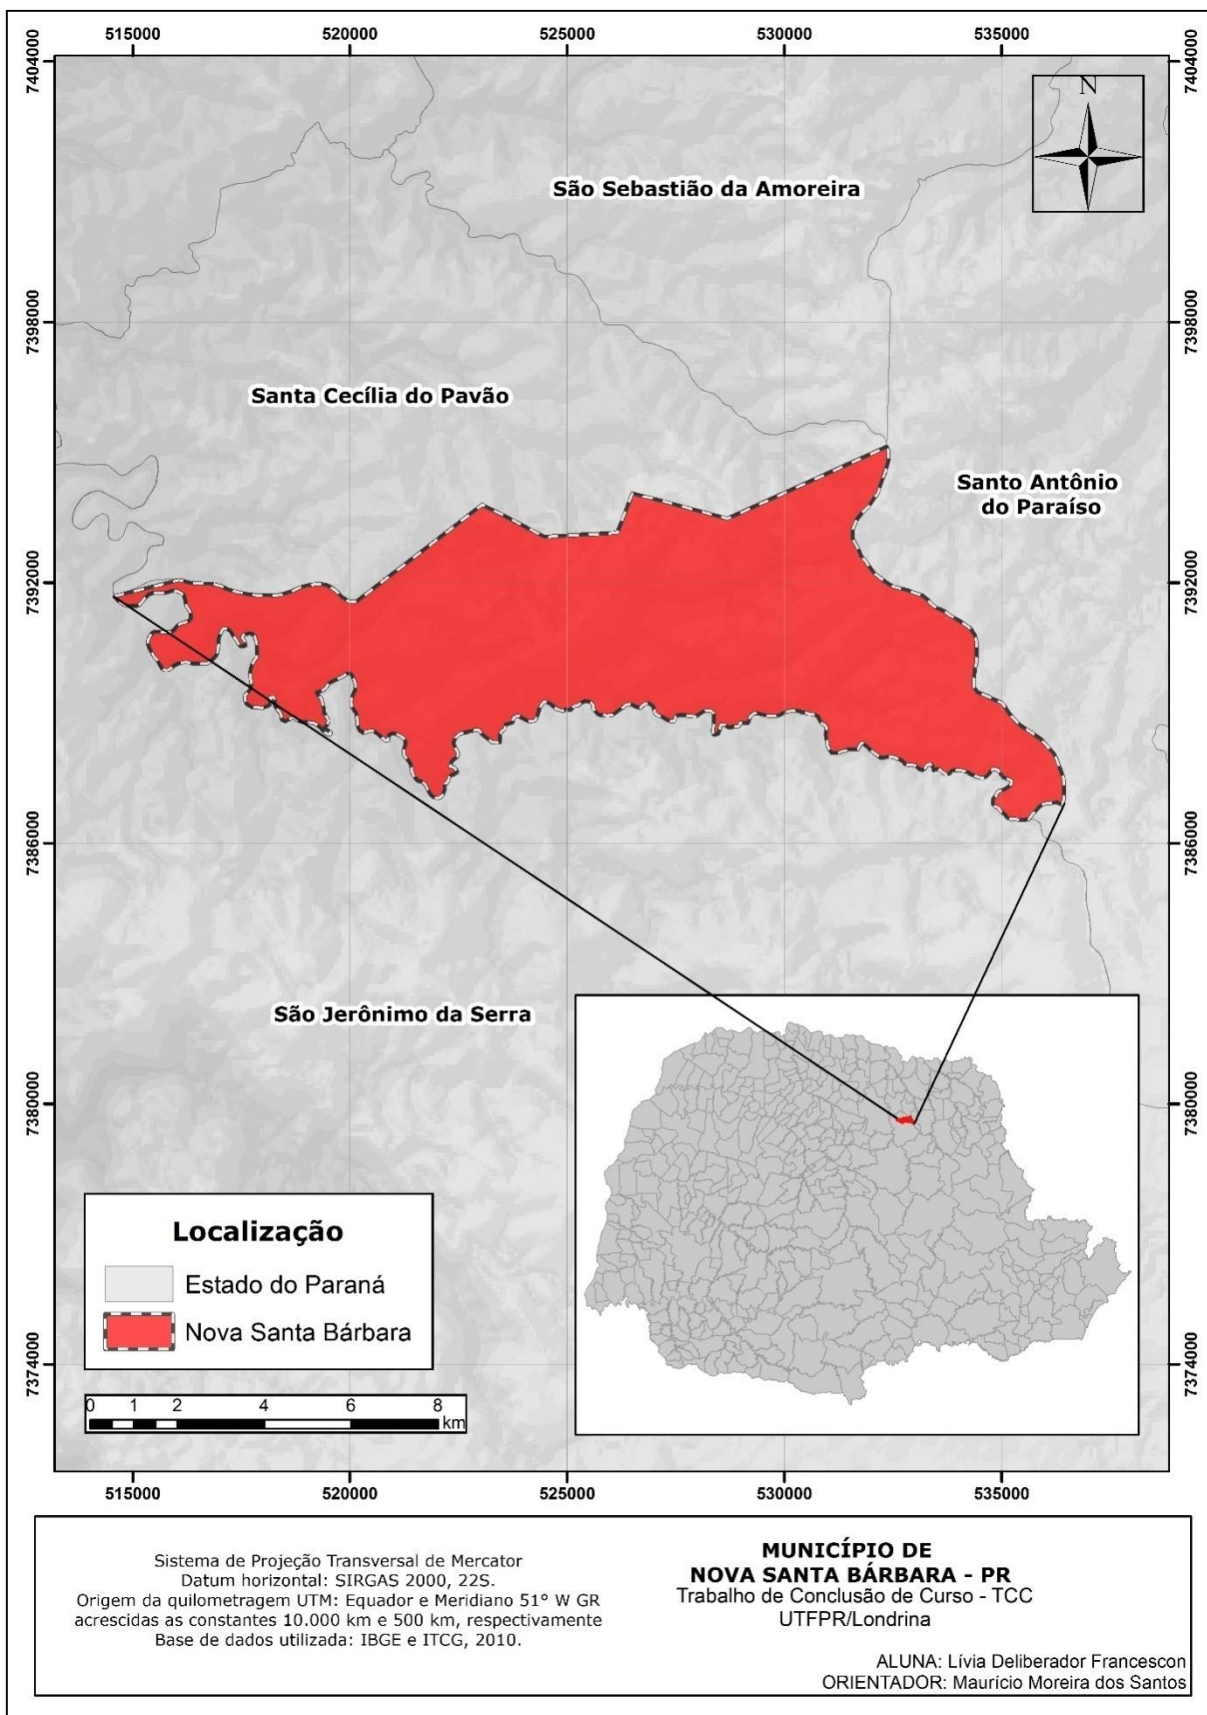 515000 520000 525000 530000 535000
7404000 7404000
N
São Sebastião da Amoreira
7398000 7398000
Santa Cecília do Pavão
Santo Antônio
do Paraíso
7392000 7392000
7386000 7386000
São Jerônimo da Serra
7380000 7380000
Localização
Estado do Paraná
Nova Santa Bárbara
7374000 7374000
0 1 2 4 6 8
km
515000 520000 525000 530000 535000
Sistema de Projeção Transversal de Mercator
Datum horizontal: SIRGAS 2000, 22S.
Origem da quilometragem UTM: Equador e Meridiano 51° W GR
acrescidas as constantes 10.000 km e 500 km, respectivamente
Base de dados utilizada: IBGE e ITCG, 2010.
MUNICÍPIO DE
NOVA SANTA BÁRBARA - PR
Trabalho de Conclusão de Curso - TCC
UTFPR/Londrina
ALUNA: Lívia Deliberador Francescon
ORIENTADOR: Maurício Moreira dos Santos